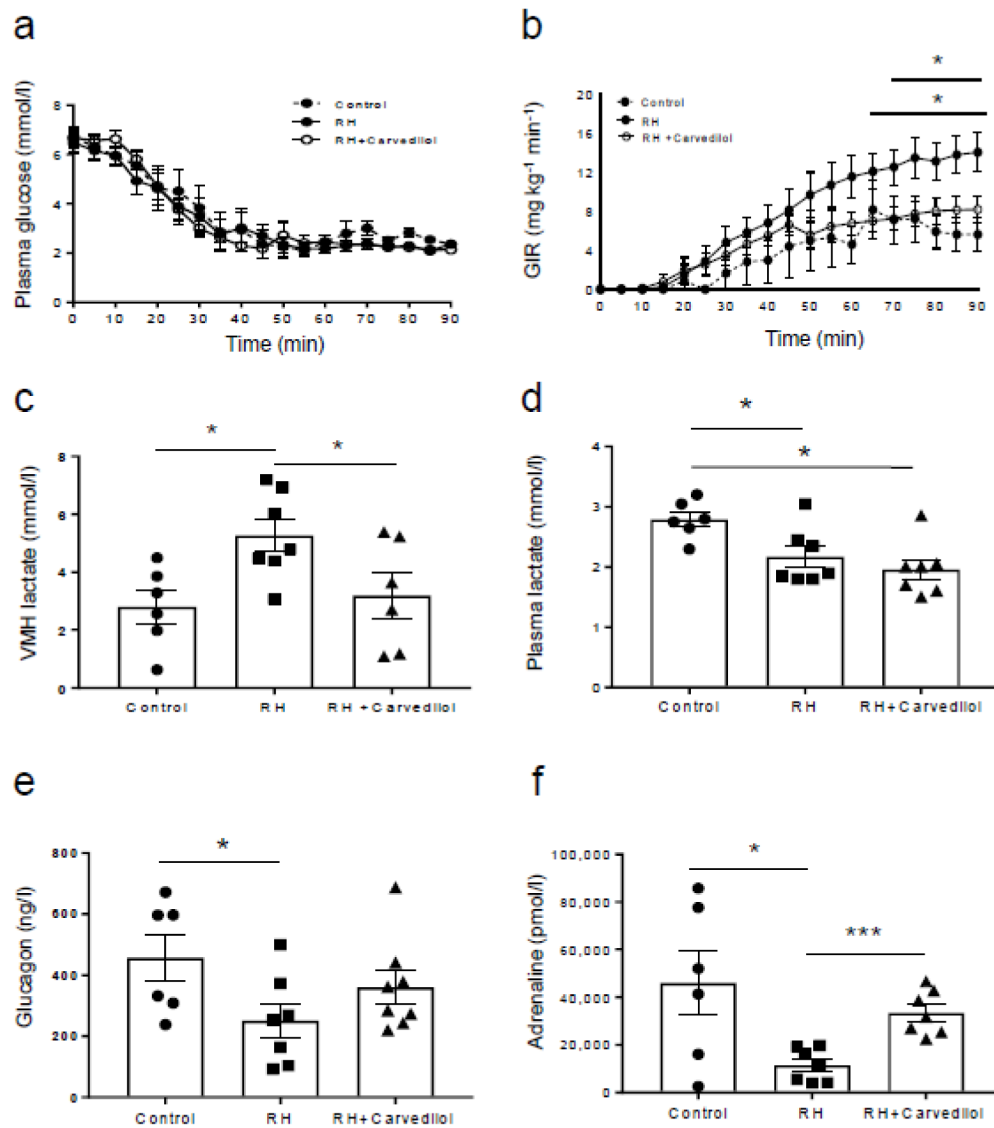 a
Plasma glucose (mmol/l)
8
6
4
2
0
Control
RH
RH+Carvedilol
0 10 20 30 40 50 60 70 80 90
Time (min)
b
GIR (mg kg⁻¹ min⁻¹)
20
16
12
8
4
0
Control
RH
RH +Carvedilol
*
*
0 10 20 30 40 50 60 70 80 90
Time (min)
c
VMH lactate (mmol/l)
8
6
4
2
0
*
*
Control RH RH +Carvedilol
d
Plasma lactate (mmol/l)
4
3
2
1
0
*
*
Control RH RH+Carvedilol
e
Glucagon (ng/l)
800
600
400
200
0
*
Control RH RH+Carvedilol
f
Adrenaline (pmol/l)
100,000
80,000
60,000
40,000
20,000
0
*
***
Control RH RH+Carvedilol